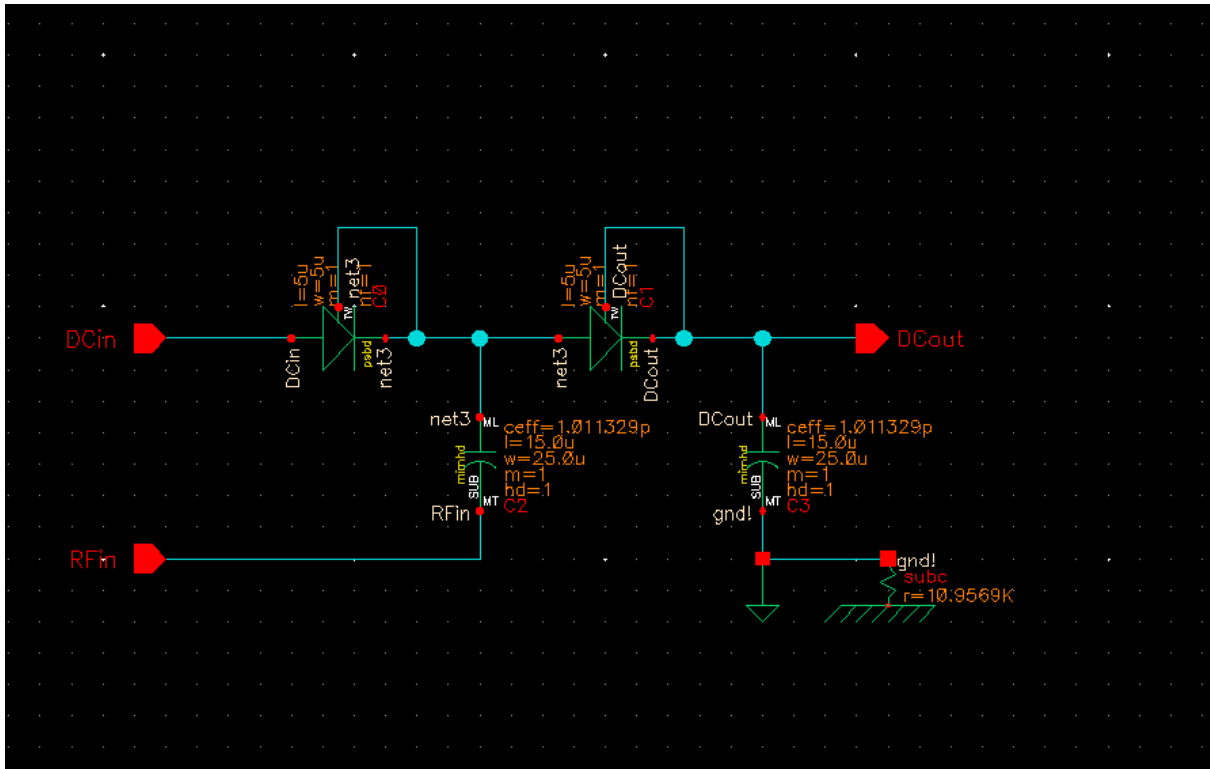 l=5u
w=5u
m=1
nf=1
net3
C0
TW
psbd
DCin
DCin
net3
l=5u
w=5u
m=1
nf=1
DCout
C1
TW
psbd
net3
DCout
DCout
net3
ML
ceff=1.011329p
l=15.0u
w=25.0u
m=1
hd=1
C2
mimhd
SUB
MT
RFin
DCout
ML
ceff=1.011329p
l=15.0u
w=25.0u
m=1
hd=1
C3
mimhd
SUB
MT
gnd!
RFin
gnd!
subc
r=10.9569K